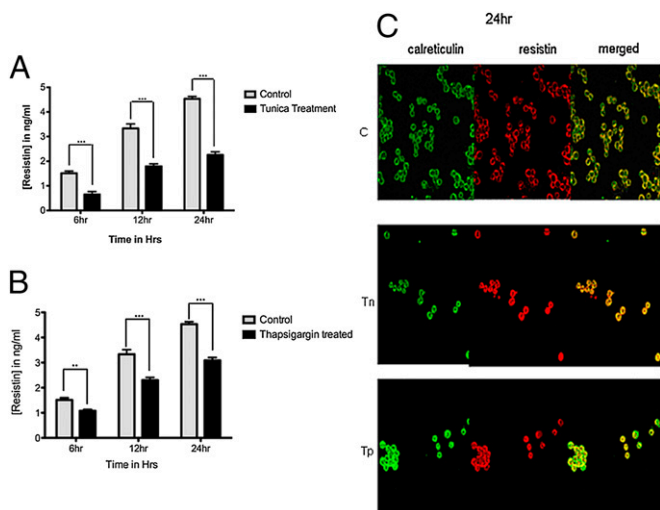 A
[Resistin] in ng/ml
5
4
3
2
1
0
***
***
***
Control
Tunica Treatment
6hr
12hr
24hr
Time in Hrs
B
[Resistin] in ng/ml
5
4
3
2
1
0
**
***
***
Control
Thapsigargin treated
6hr
12hr
24hr
Time in Hrs
C
24hr
calreticulin resistin merged
C
Tn
Tp